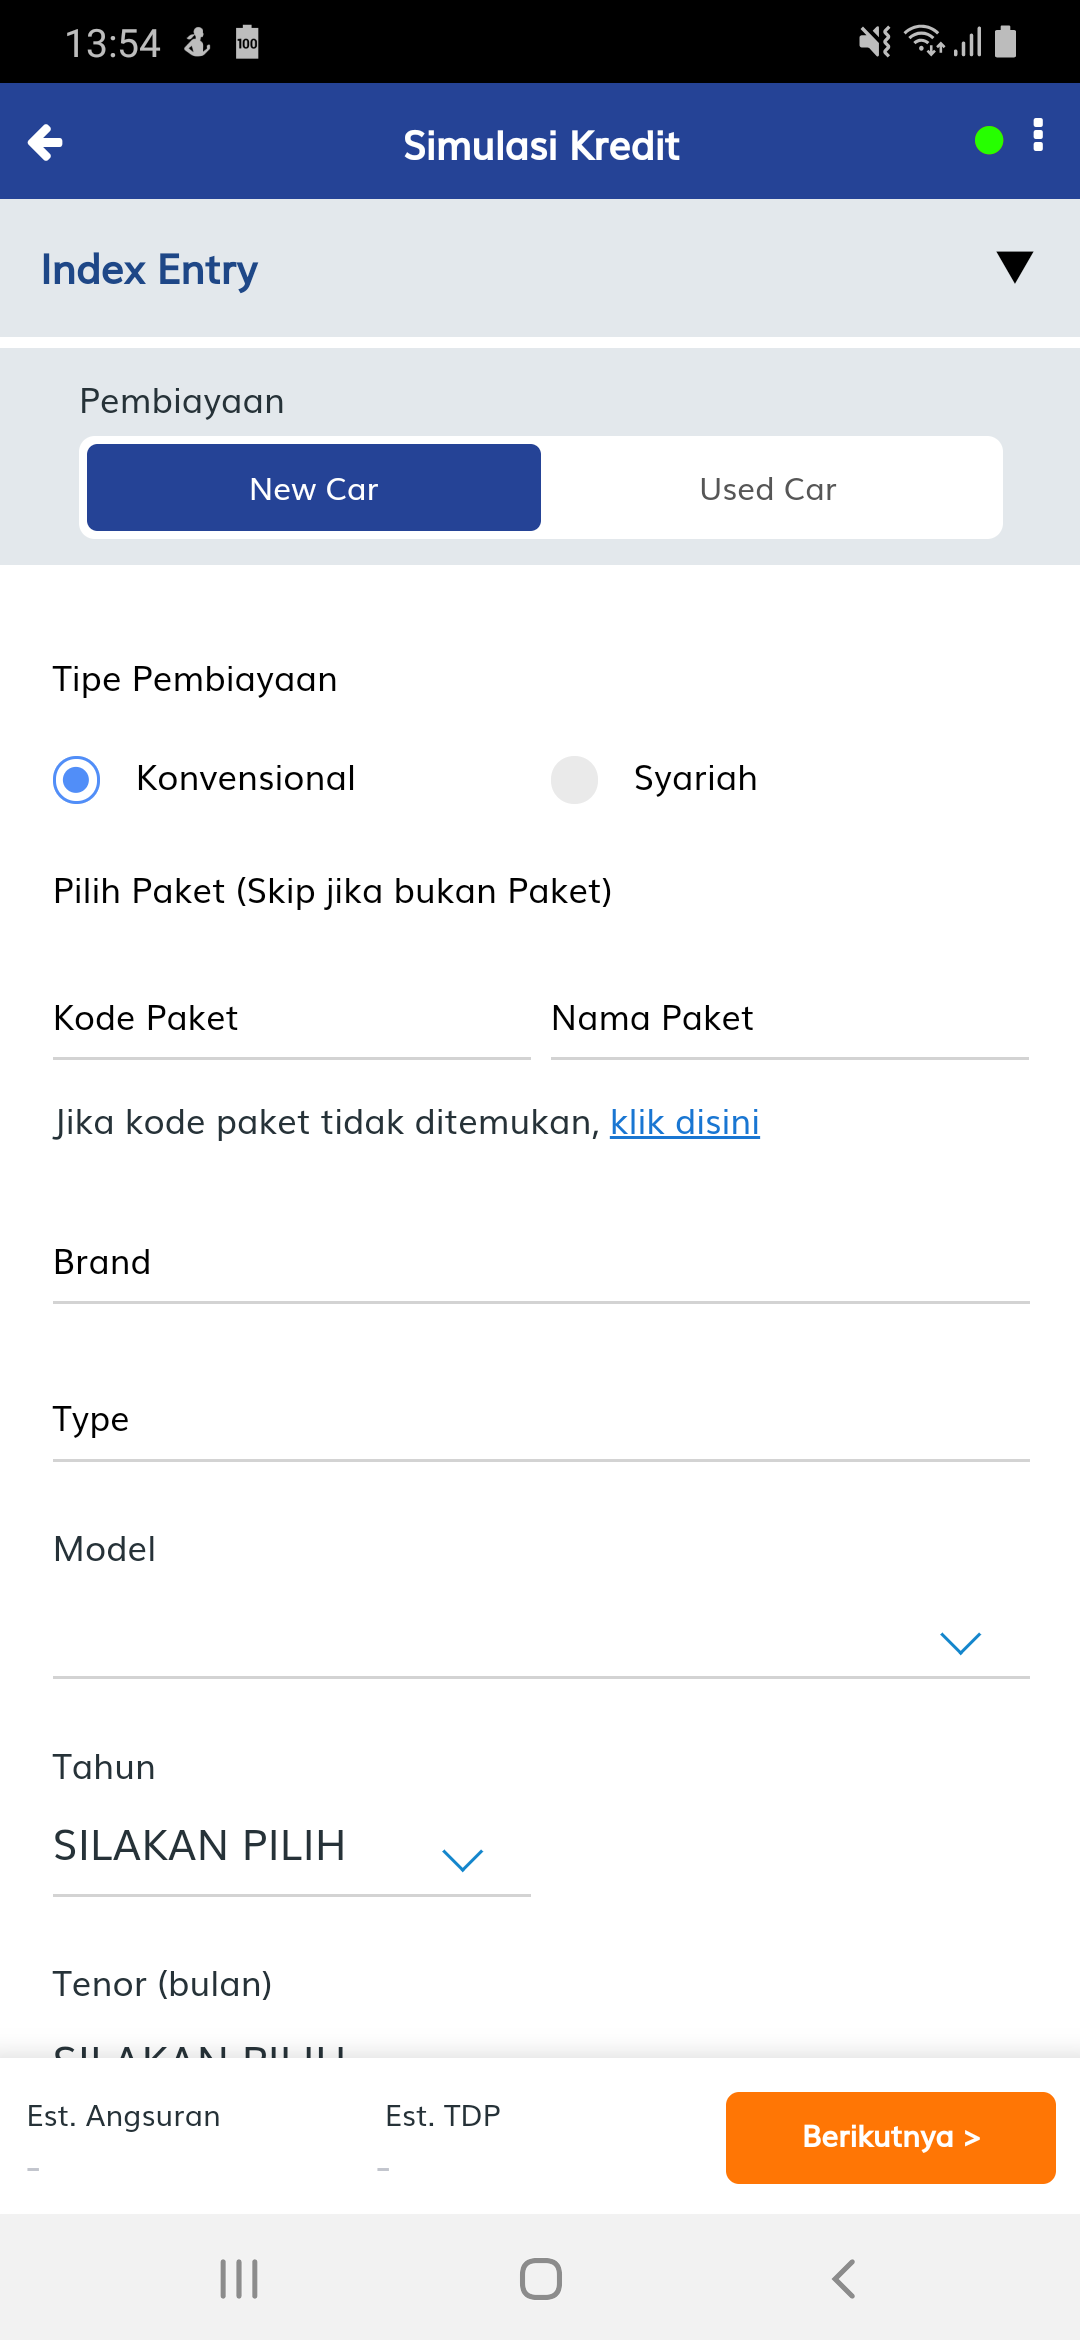 13:54
100
Simulasi Kredit
Index Entry
Pembiayaan
New Car
Used Car
Tipe Pembiayaan
Konvensional
Syariah
Pilih Paket (Skip jika bukan Paket)
Kode Paket
Nama Paket
Jika kode paket tidak ditemukan, klik disini
Brand
Type
Model
Tahun
SILAKAN PILIH
Tenor (bulan)
SILAKAN PILIH
Est. Angsuran
Est. TDP
-
-
Berikutnya >